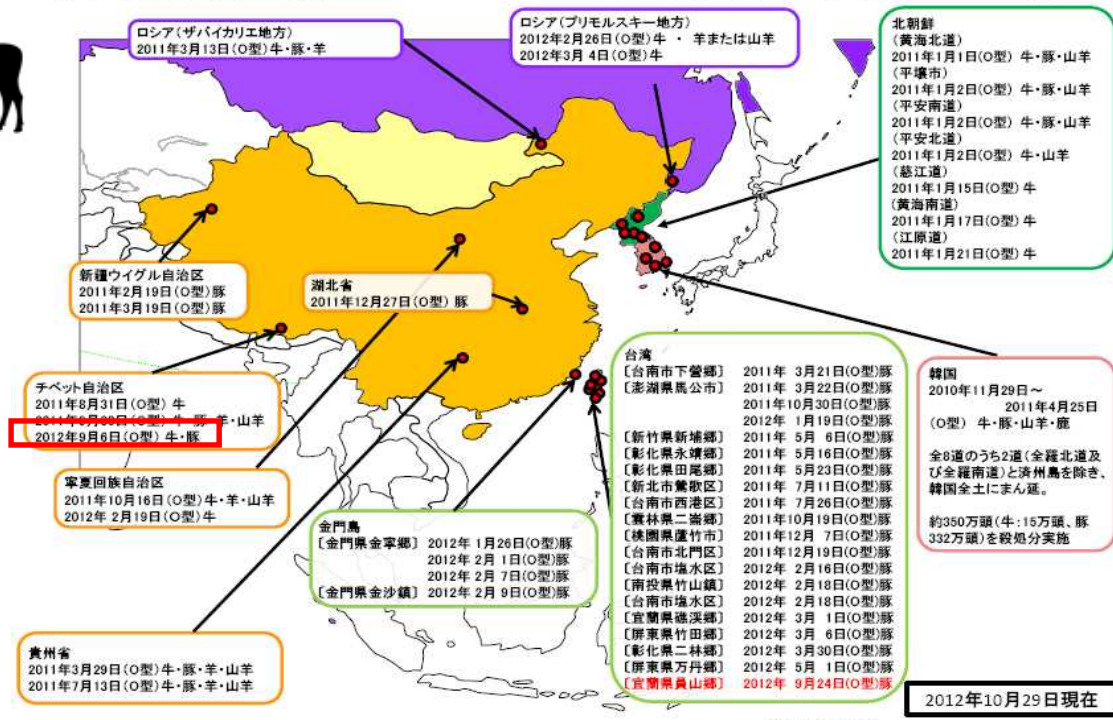 ロシア(ザバイカリエ地方)
2011年3月13日(O型)牛・豚・羊
ロシア(プリモルスキー地方)
2012年2月26日(O型)牛 ・ 羊または山羊
2012年3月 4日(O型)牛
北朝鮮
(黄海北道)
2011年1月1日(O型) 牛・豚・山羊
(平壌市)
2011年1月2日(O型) 牛・豚・山羊
(平安南道)
2011年1月2日(O型) 牛・豚・山羊
(平安北道)
2011年1月2日(O型) 牛・山羊
(慈江道)
2011年1月15日(O型)牛
(黄海南道)
2011年1月17日(O型)牛
(江原道)
2011年1月21日(O型)牛
新疆ウイグル自治区
2011年2月19日(O型)豚
2011年3月19日(O型)豚
湖北省
2011年12月27日(O型) 豚
チベット自治区
2011年8月31日(O型) 牛
牛・豚・羊・山羊
2012年9月6日(O型) 牛・豚
寧夏回族自治区
2011年10月16日(O型)牛・羊・山羊
2012年 2月19日(O型)牛
金門島
[金門県金寧郷] 2012年 1月26日(O型)豚
2012年 2月 1日(O型)豚
2012年 2月 7日(O型)豚
[金門県金沙鎮] 2012年 2月 9日(O型)豚
貴州省
2011年3月29日(O型)牛・豚・羊・山羊
2011年7月13日(O型)牛・豚・羊・山羊
台湾
[台南市下営郷] 2011年 3月21日(O型)豚
[澎湖県馬公市] 2011年 3月22日(O型)豚
2011年10月30日(O型)豚
2012年 1月19日(O型)豚
[新竹県新埔郷] 2011年 5月 6日(O型)豚
[彰化県永靖郷] 2011年 5月16日(O型)豚
[彰化県田尾郷] 2011年 5月23日(O型)豚
[新北市鶯歌区] 2011年 7月11日(O型)豚
[台南市西港区] 2011年 7月26日(O型)豚
[雲林県二崙郷] 2011年10月19日(O型)豚
[桃園県蘆竹市] 2011年12月 7日(O型)豚
[台南市北門区] 2011年12月19日(O型)豚
[台南市塩水区] 2012年 2月16日(O型)豚
[南投県竹山鎮] 2012年 2月18日(O型)豚
[台南市塩水区] 2012年 2月18日(O型)豚
[宜蘭県礁渓郷] 2012年 3月 1日(O型)豚
[屏東県竹田郷] 2012年 3月 6日(O型)豚
[彰化県二林郷] 2012年 3月30日(O型)豚
[屏東県万丹郷] 2012年 5月 1日(O型)豚
[宜蘭県員山郷] 2012年 9月24日(O型)豚
韓国
2010年11月29日～
2011年4月25日
(O型) 牛・豚・山羊・鹿
全8道のうち2道(全羅北道及
び全羅南道)と済州島を除き、
韓国全土にまん延。
約350万頭(牛:15万頭、豚
332万頭)を殺処分実施
2012年10月29日現在